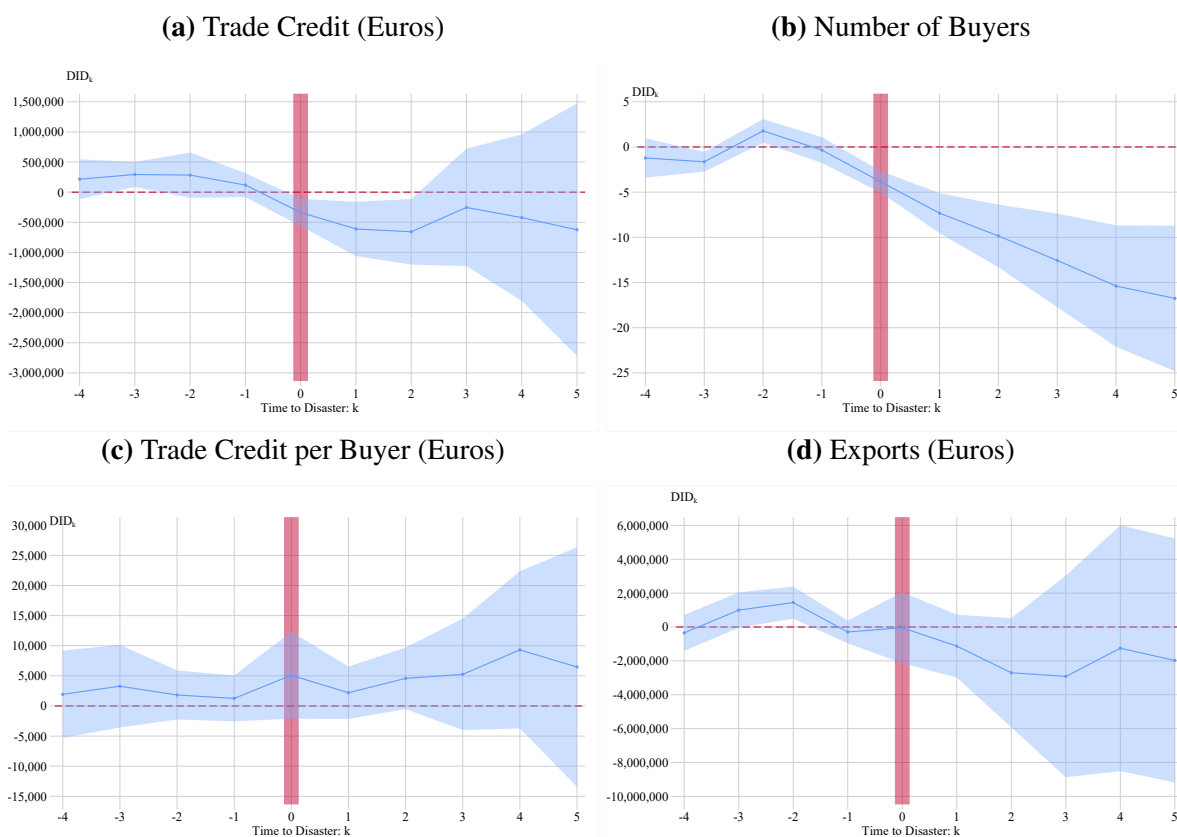 (a) Trade Credit (Euros)
DIDk
1,500,000
1,000,000
500,000
0
-500,000
-1,000,000
-1,500,000
-2,000,000
-2,500,000
-3,000,000
-4 -3 -2 -1 0 1 2 3 4 5
Time to Disaster: k
(b) Number of Buyers
DIDk
5
0
-5
-10
-15
-20
-25
-4 -3 -2 -1 0 1 2 3 4 5
Time to Disaster: k
(c) Trade Credit per Buyer (Euros)
DIDk
30,000
25,000
20,000
15,000
10,000
5,000
0
-5,000
-10,000
-15,000
-4 -3 -2 -1 0 1 2 3 4 5
Time to Disaster: k
(d) Exports (Euros)
DIDk
6,000,000
4,000,000
2,000,000
0
-2,000,000
-4,000,000
-6,000,000
-8,000,000
-10,000,000
-4 -3 -2 -1 0 1 2 3 4 5
Time to Disaster: k